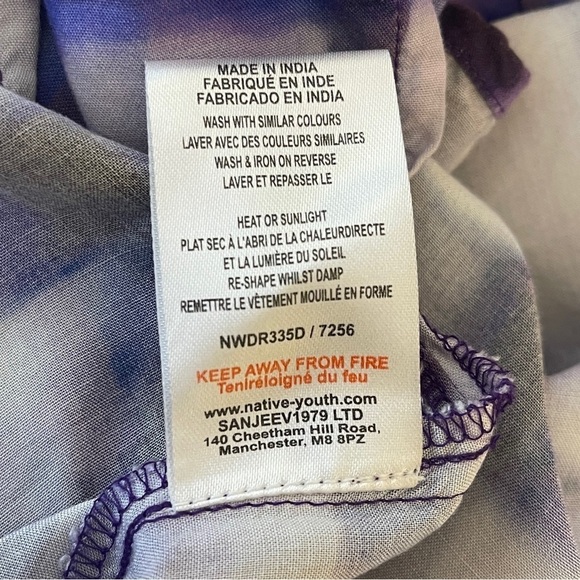 MADE IN INDIA
FABRIQUÉ EN INDE
FABRICADO EN INDIA
WASH WITH SIMILAR COLOURS
LAVER AVEC DES COULEURS SIMILAIRES
WASH & IRON ON REVERSE
LAVER ET REPASSER LE
HEAT OR SUNLIGHT
PLAT SEC À L'ABRI DE LA CHALEURDIRECTE
ET LA LUMIÈRE DU SOLEIL
RE-SHAPE WHILST DAMP
REMETTRE LE VÊTEMENT MOUILLÉ EN FORME
NWDR335D / 7256
KEEP AWAY FROM FIRE
Teniréloigné du feu
www.native-youth.com
SANJEEV1979 LTD
140 Cheetham Hill Road,
Manchester, M8 8PZ